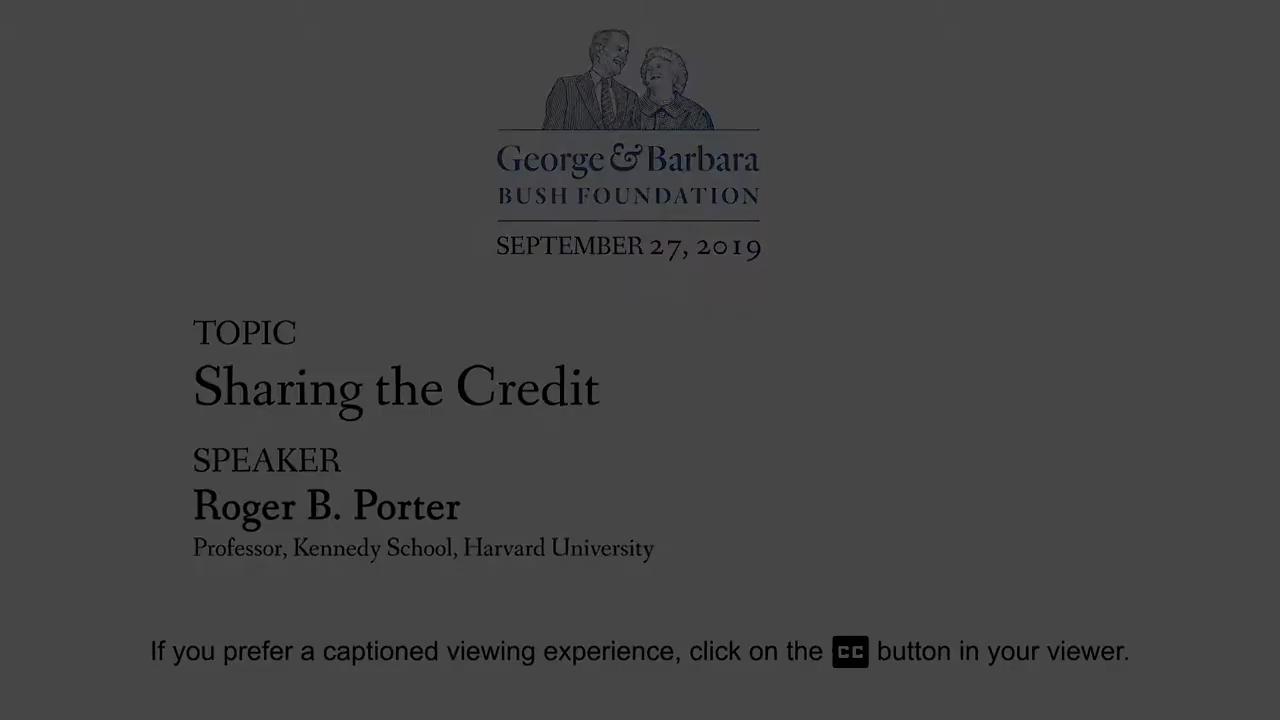 George & Barbara
BUSH FOUNDATION
SEPTEMBER 27, 2019
TOPIC
Sharing the Credit
SPEAKER
Roger B. Porter
Professor, Kennedy School, Harvard University
If you prefer a captioned viewing experience, click on the CC button in your viewer.